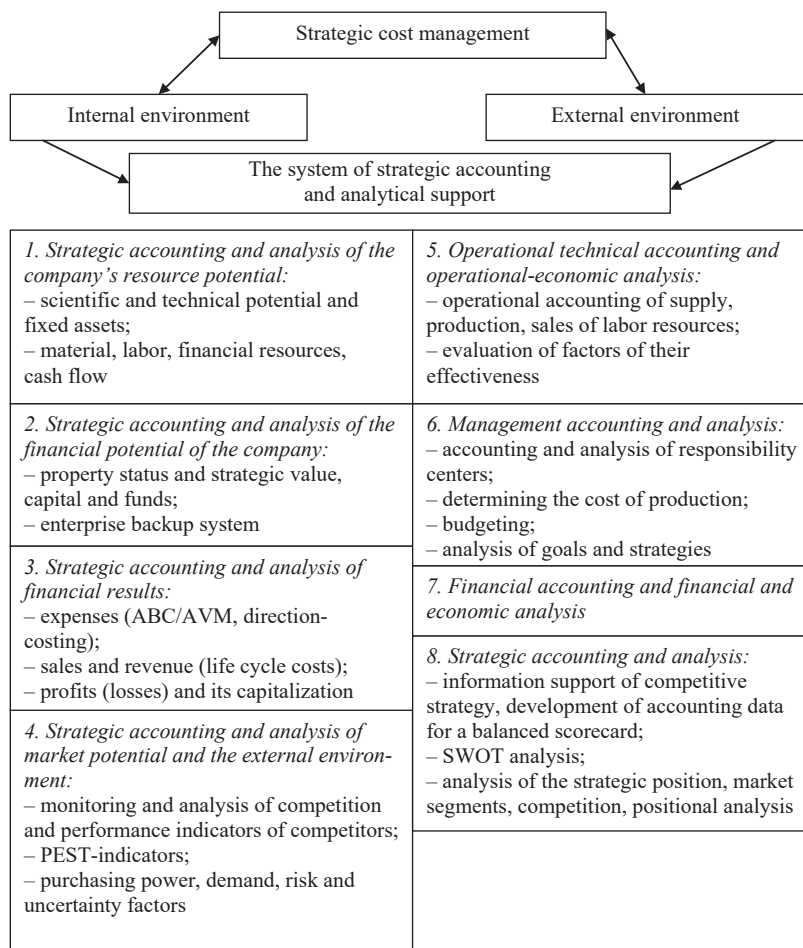 Strategic cost management
Internal environment
External environment
The system of strategic accounting
and analytical support
1. Strategic accounting and analysis of the
company’s resource potential:
– scientific and technical potential and
fixed assets;
– material, labor, financial resources,
cash flow
2. Strategic accounting and analysis of the
financial potential of the company:
– property status and strategic value,
capital and funds;
– enterprise backup system
3. Strategic accounting and analysis of
financial results:
– expenses (ABC/AVM, direction-
costing);
– sales and revenue (life cycle costs);
– profits (losses) and its capitalization
4. Strategic accounting and analysis of
market potential and the external environ-
ment:
– monitoring and analysis of competition
and performance indicators of competitors;
– PEST-indicators;
– purchasing power, demand, risk and
uncertainty factors
5. Operational technical accounting and
operational-economic analysis:
– operational accounting of supply,
production, sales of labor resources;
– evaluation of factors of their
effectiveness
6. Management accounting and analysis:
– accounting and analysis of responsibility
centers;
– determining the cost of production;
– budgeting;
– analysis of goals and strategies
7. Financial accounting and financial and
economic analysis
8. Strategic accounting and analysis:
– information support of competitive
strategy, development of accounting data
for a balanced scorecard;
– SWOT analysis;
– analysis of the strategic position, market
segments, competition, positional analysis